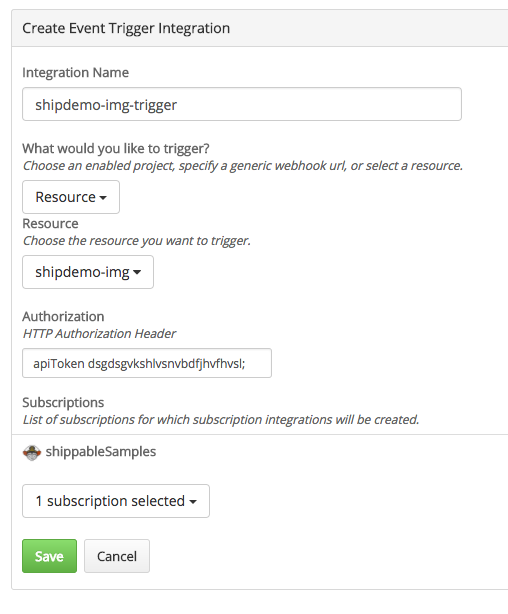 Create Event Trigger Integration
Integration Name
shipdemo-img-trigger
What would you like to trigger?
Choose an enabled project, specify a generic webhook url, or select a resource.
Resource
Resource
Choose the resource you want to trigger.
shipdemo-img
Authorization
HTTP Authorization Header
apiToken dsgdsgvkshlvsnvbdfjhvfhvsl;
Subscriptions
List of subscriptions for which subscription integrations will be created.
shippableSamples
1 subscription selected
Save Cancel